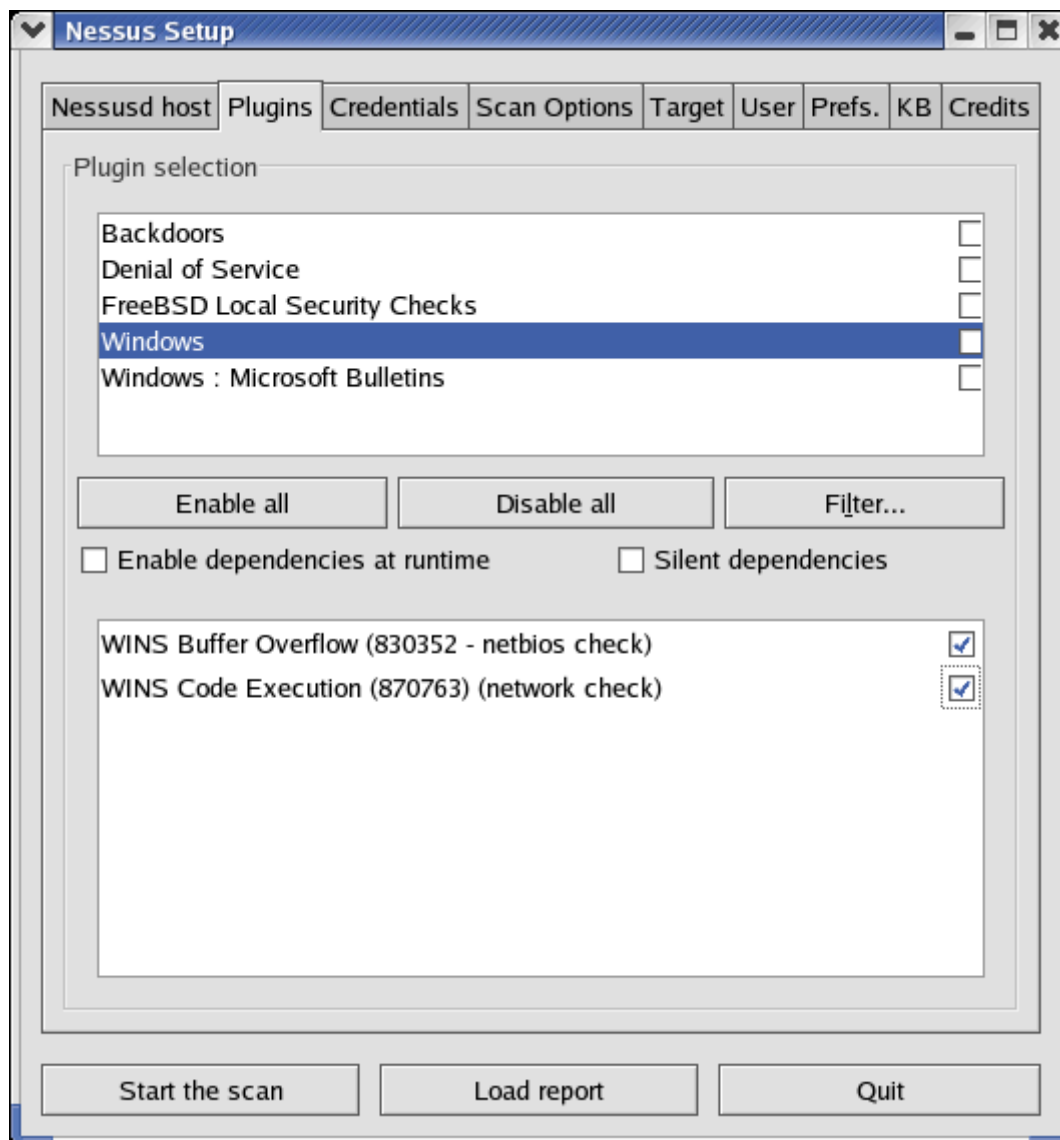 Nessus Setup
Nessusd host Plugins Credentials Scan Options Target User Prefs. KB Credits
Plugin selection
Backdoors
Denial of Service
FreeBSD Local Security Checks
Windows
Windows : Microsoft Bulletins
Enable all Disable all Filter...
Enable dependencies at runtime Silent dependencies
WINS Buffer Overflow (830352 - netbios check)
WINS Code Execution (870763) (network check)
Start the scan Load report Quit